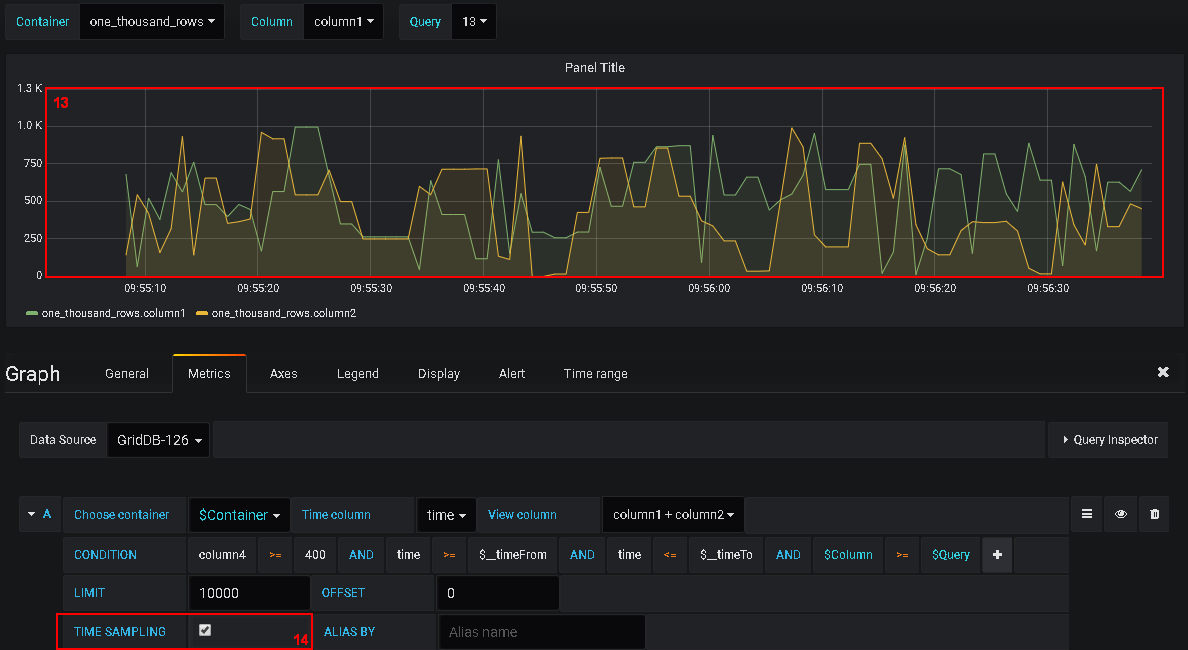 Container one_thousand_rows Column column1 Query 13
Panel Title
1.3 K
13
1.0 K
750
500
250
0
09:55:10 09:55:20 09:55:30 09:55:40 09:55:50 09:56:00 09:56:10 09:56:20 09:56:30
one_thousand_rows.column1 one_thousand_rows.column2
Graph General Metrics Axes Legend Display Alert Time range
Data Source GridDB-126 Query Inspector
A Choose container $Container Time column time View column column1 + column2
CONDITION column4 >= 400 AND time >= $__timeFrom AND time <= $__timeTo AND $Column >= $Query +
LIMIT 10000 OFFSET 0
TIME SAMPLING 14 ALIAS BY Alias name